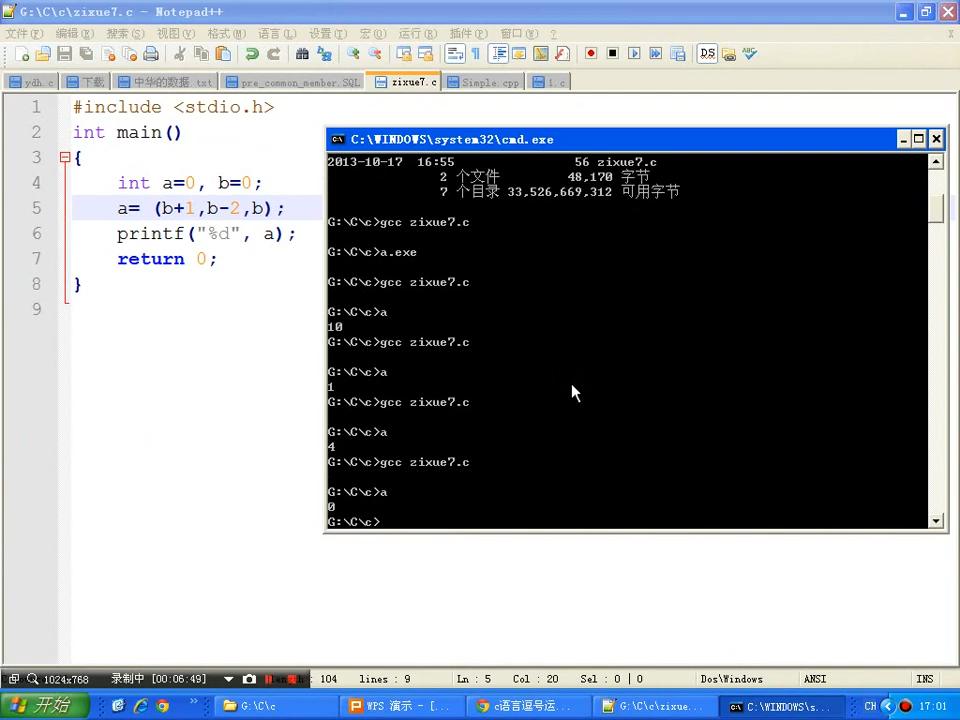 G:\C\c\zixue7.c - Notepad++
文件(F) 编辑(E) 搜索(S) 视图(V) 格式(M) 语言(L) 设置(T) 宏(O) 运行(R) 插件(P) 窗口(W) ? X
ydh.c 下载 中华的数据.txt pre_common_member.SQL zixue7.c Simple.cpp 1.c
1 #include <stdio.h>
2 int main()
3 {
4 int a=0, b=0;
5 a= (b+1,b-2,b);
6 printf("%d", a);
7 return 0;
8 }
9
C:\WINDOWS\system32\cmd.exe
2013-10-17 16:55 56 zixue7.c
2 个文件 48,170 字节
7 个目录 33,526,669,312 可用字节
G:\C\c>gcc zixue7.c
G:\C\c>a.exe
G:\C\c>gcc zixue7.c
G:\C\c>a
10
G:\C\c>gcc zixue7.c
G:\C\c>a
1
G:\C\c>gcc zixue7.c
G:\C\c>a
4
G:\C\c>gcc zixue7.c
G:\C\c>a
0
G:\C\c>
1024x768 录制中 [00:06:49] 104 lines : 9 Ln : 5 Col : 20 Sel : 0 | 0 Dos\Windows ANSI INS
开始 G:\C\c WPS 演示 - [... c语言逗号运... G:\C\c\zixue... C:\WINDOWS\s... CH 17:01